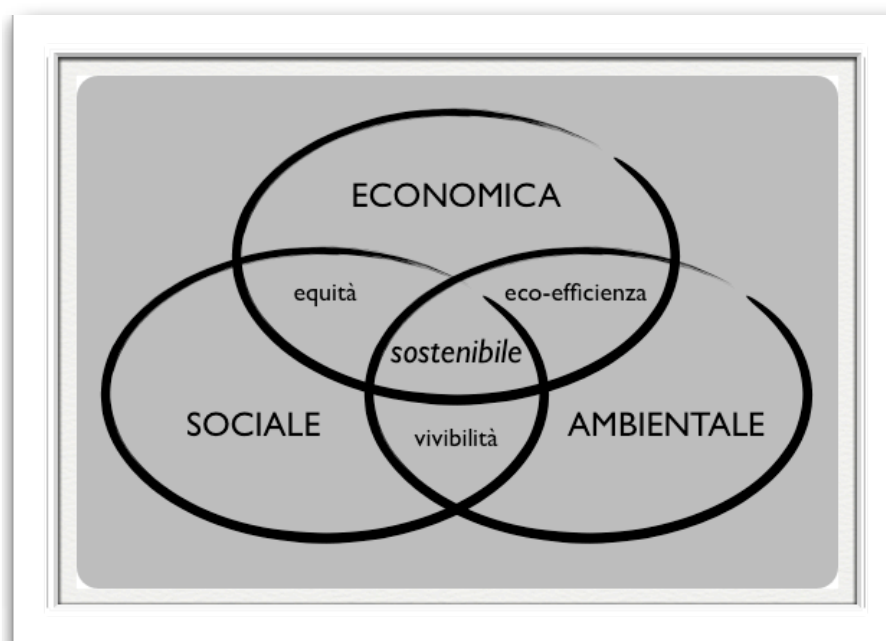 ECONOMICA
equità
eco-efficienza
sostenibile
SOCIALE
AMBIENTALE
vivibilità